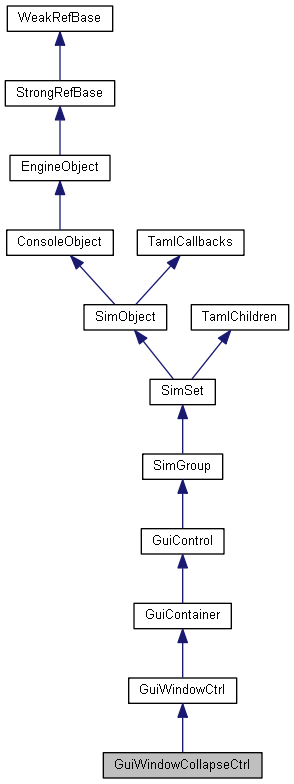 WeakRefBase
StrongRefBase
EngineObject
ConsoleObject
TamlCallbacks
SimObject
TamlChildren
SimSet
SimGroup
GuiControl
GuiContainer
GuiWindowCtrl
GuiWindowCollapseCtrl